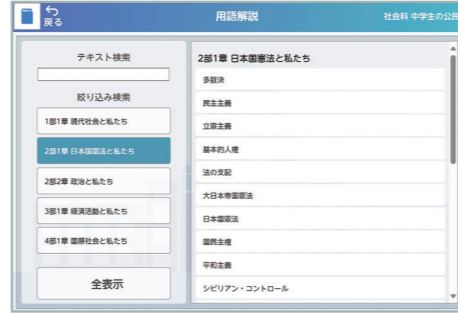 戻る
用語解説
社会科 中学生の公民
テキスト検索
絞り込み検索
1部1章 現代社会と私たち
2部1章 日本国憲法と私たち
2部2章 政治と私たち
3部1章 経済活動と私たち
4部1章 国際社会と私たち
全表示
2部1章 日本国憲法と私たち
多数決
民主主義
立憲主義
基本的人権
法の支配
大日本帝国憲法
日本国憲法
国民主権
平和主義
シビリアン・コントロール